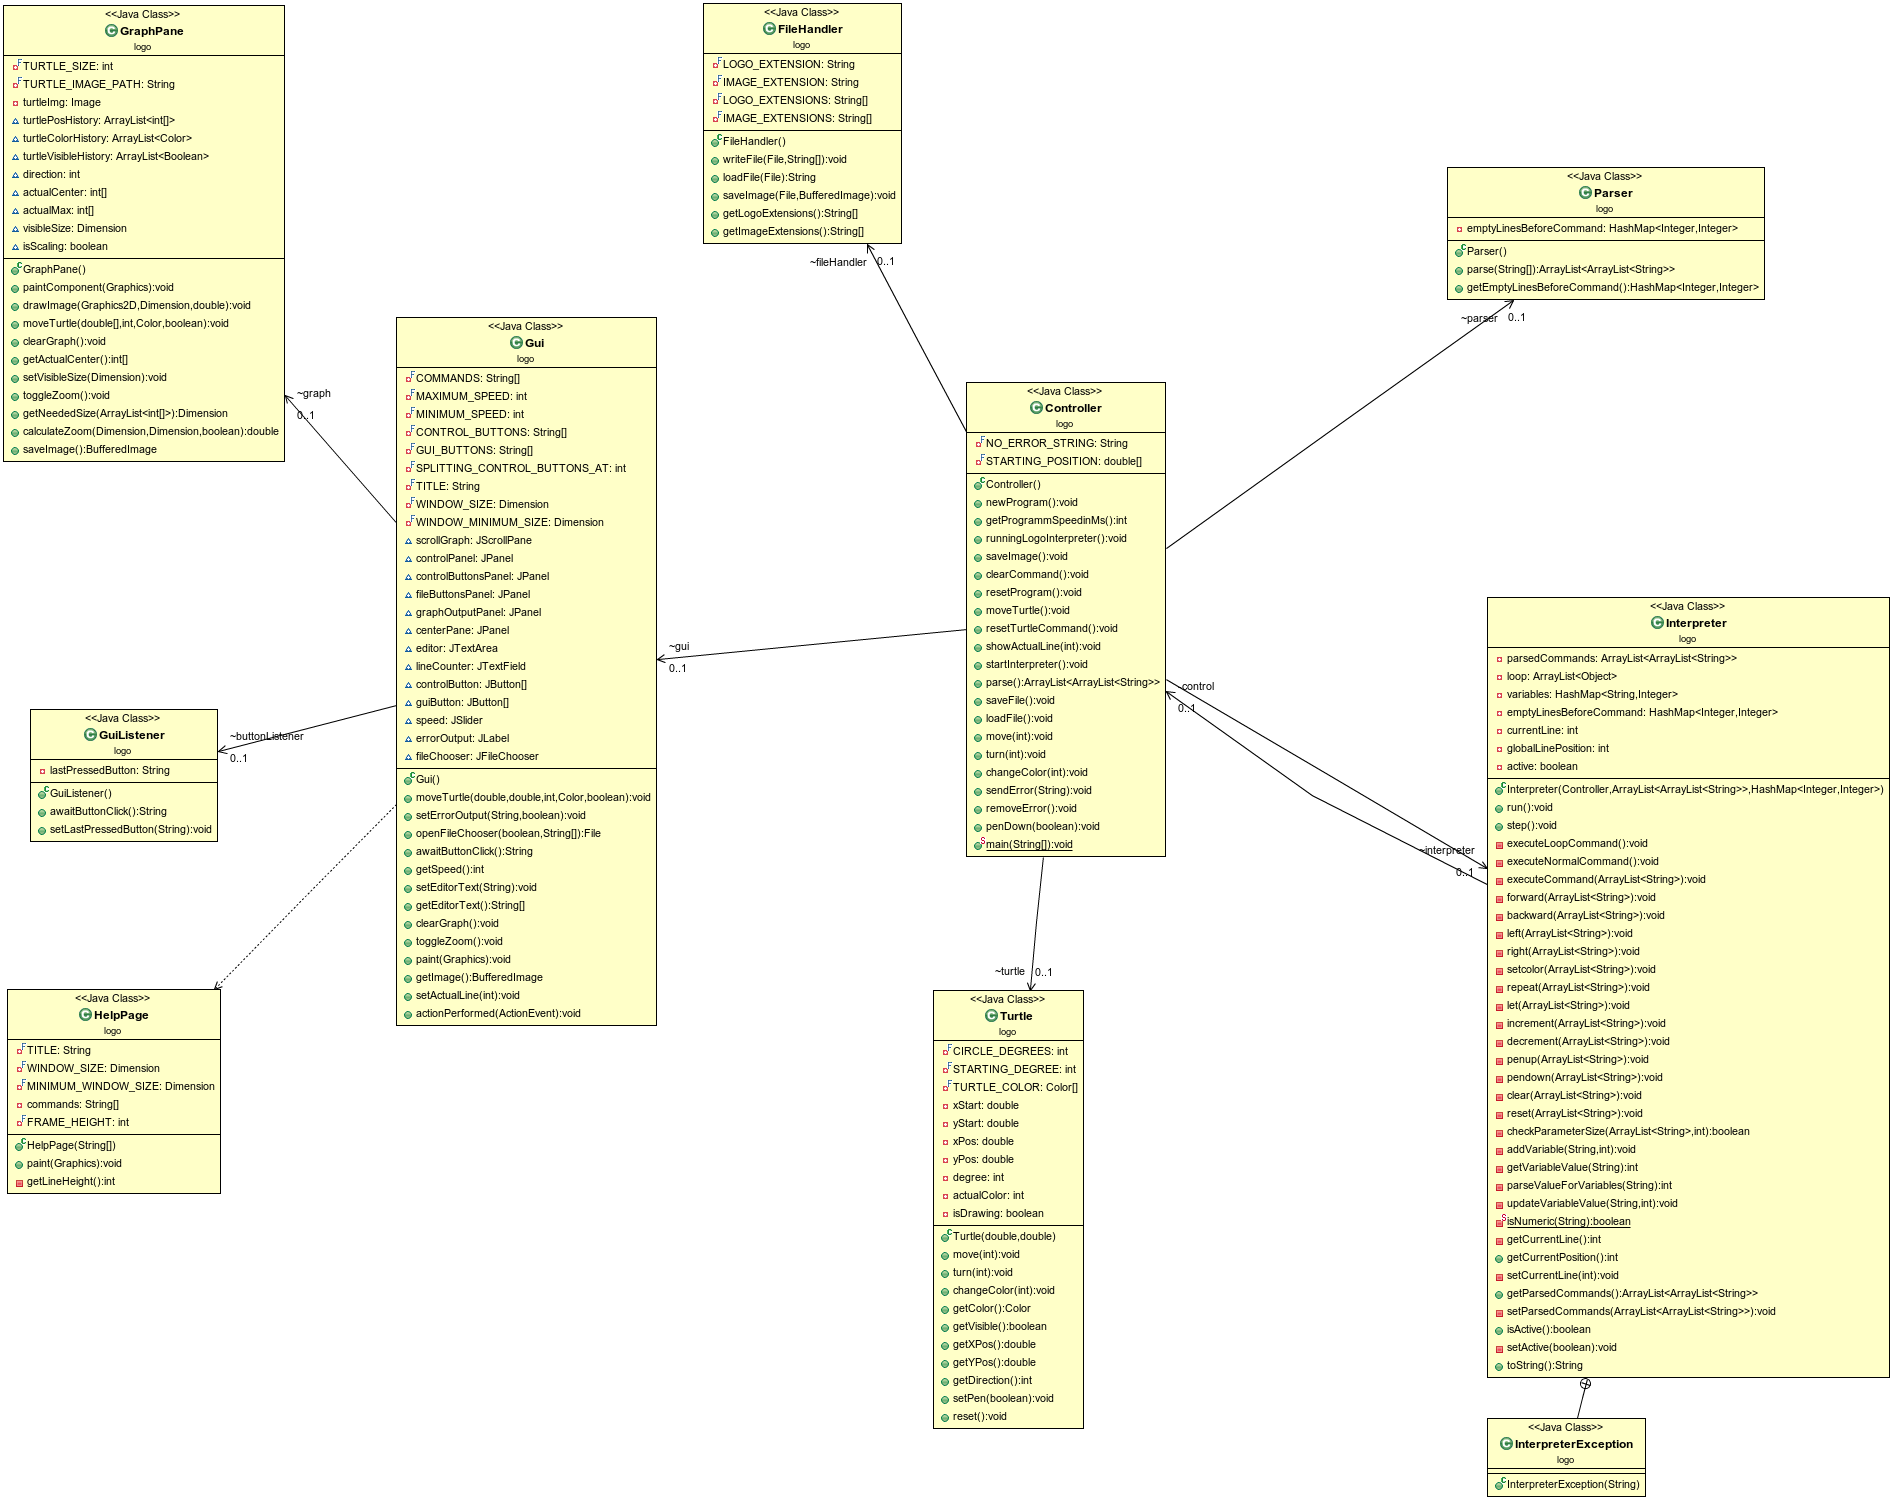 <<Java Class>>
GraphPane
logo
TURTLE_SIZE: int
TURTLE_IMAGE_PATH: String
turtleImg: Image
turtlePosHistory: ArrayList<int[]>
turtleColorHistory: ArrayList<Color>
turtleVisibleHistory: ArrayList<Boolean>
direction: int
actualCenter: int[]
actualMax: int[]
visibleSize: Dimension
isScaling: boolean
GraphPane()
paintComponent(Graphics):void
drawImage(Graphics2D,Dimension,double):void
moveTurtle(double[],int,Color,boolean):void
clearGraph():void
getActualCenter():int[]
setVisibleSize(Dimension):void
toggleZoom():void
getNeededSize(ArrayList<int[]>):Dimension
calculateZoom(Dimension,Dimension,boolean):double
saveImage():BufferedImage
~graph
0..1
<<Java Class>>
FileHandler
logo
LOGO_EXTENSION: String
IMAGE_EXTENSION: String
LOGO_EXTENSIONS: String[]
IMAGE_EXTENSIONS: String[]
FileHandler()
writeFile(File,String[]):void
loadFile(File):String
saveImage(File,BufferedImage):void
getLogoExtensions():String[]
getImageExtensions():String[]
~fileHandler
0..1
<<Java Class>>
Parser
logo
emptyLinesBeforeCommand: HashMap<Integer,Integer>
Parser()
parse(String[]):ArrayList<ArrayList<String>>
getEmptyLinesBeforeCommand():HashMap<Integer,Integer>
~parser
0..1
<<Java Class>>
Gui
logo
COMMANDS: String[]
MAXIMUM_SPEED: int
MINIMUM_SPEED: int
CONTROL_BUTTONS: String[]
GUI_BUTTONS: String[]
SPLITTING_CONTROL_BUTTONS_AT: int
TITLE: String
WINDOW_SIZE: Dimension
WINDOW_MINIMUM_SIZE: Dimension
scrollGraph: JScrollPane
controlPanel: JPanel
controlButtonsPanel: JPanel
fileButtonsPanel: JPanel
graphOutputPanel: JPanel
centerPane: JPanel
editor: JTextArea
lineCounter: JTextField
controlButton: JButton[]
guiButton: JButton[]
speed: JSlider
errorOutput: JLabel
fileChooser: JFileChooser
Gui()
moveTurtle(double,double,int,Color,boolean):void
setErrorOutput(String,boolean):void
openFileChooser(boolean,String[]):File
awaitButtonClick():String
getSpeed():int
setEditorText(String):void
getEditorText():String[]
clearGraph():void
toggleZoom():void
paint(Graphics):void
getImage():BufferedImage
setActualLine(int):void
actionPerformed(ActionEvent):void
~gui
0..1
<<Java Class>>
Controller
logo
NO_ERROR_STRING: String
STARTING_POSITION: double[]
Controller()
newProgram():void
getProgrammSpeedinMs():int
runningLogoInterpreter():void
saveImage():void
clearCommand():void
resetProgram():void
moveTurtle():void
resetTurtleCommand():void
showActualLine(int):void
startInterpreter():void
parse():ArrayList<ArrayList<String>>
saveFile():void
loadFile():void
move(int):void
turn(int):void
changeColor(int):void
sendError(String):void
removeError():void
penDown(boolean):void
main(String[]):void
-control
0..1
~interpreter
0..1
<<Java Class>>
Interpreter
logo
parsedCommands: ArrayList<ArrayList<String>>
loop: ArrayList<Object>
variables: HashMap<String,Integer>
emptyLinesBeforeCommand: HashMap<Integer,Integer>
currentLine: int
globalLinePosition: int
active: boolean
Interpreter(Controller,ArrayList<ArrayList<String>>,HashMap<Integer,Integer>)
run():void
step():void
executeLoopCommand():void
executeNormalCommand():void
executeCommand(ArrayList<String>):void
forward(ArrayList<String>):void
backward(ArrayList<String>):void
left(ArrayList<String>):void
right(ArrayList<String>):void
setcolor(ArrayList<String>):void
repeat(ArrayList<String>):void
let(ArrayList<String>):void
increment(ArrayList<String>):void
decrement(ArrayList<String>):void
penup(ArrayList<String>):void
pendown(ArrayList<String>):void
clear(ArrayList<String>):void
reset(ArrayList<String>):void
checkParameterSize(ArrayList<String>,int):boolean
addVariable(String,int):void
getVariableValue(String):int
parseValueForVariables(String):int
updateVariableValue(String,int):void
isNumeric(String):boolean
getCurrentLine():int
getCurrentPosition():int
setCurrentLine(int):void
getParsedCommands():ArrayList<ArrayList<String>>
setParsedCommands(ArrayList<ArrayList<String>>):void
isActive():boolean
setActive(boolean):void
toString():String
<<Java Class>>
GuiListener
logo
lastPressedButton: String
GuiListener()
awaitButtonClick():String
setLastPressedButton(String):void
~buttonListener
0..1
<<Java Class>>
HelpPage
logo
TITLE: String
WINDOW_SIZE: Dimension
MINIMUM_WINDOW_SIZE: Dimension
commands: String[]
FRAME_HEIGHT: int
HelpPage(String[])
paint(Graphics):void
getLineHeight():int
~turtle
0..1
<<Java Class>>
Turtle
logo
CIRCLE_DEGREES: int
STARTING_DEGREE: int
TURTLE_COLOR: Color[]
xStart: double
yStart: double
xPos: double
yPos: double
degree: int
actualColor: int
isDrawing: boolean
Turtle(double,double)
move(int):void
turn(int):void
changeColor(int):void
getColor():Color
getVisible():boolean
getXPos():double
getYPos():double
getDirection():int
setPen(boolean):void
reset():void
<<Java Class>>
InterpreterException
logo
InterpreterException(String)